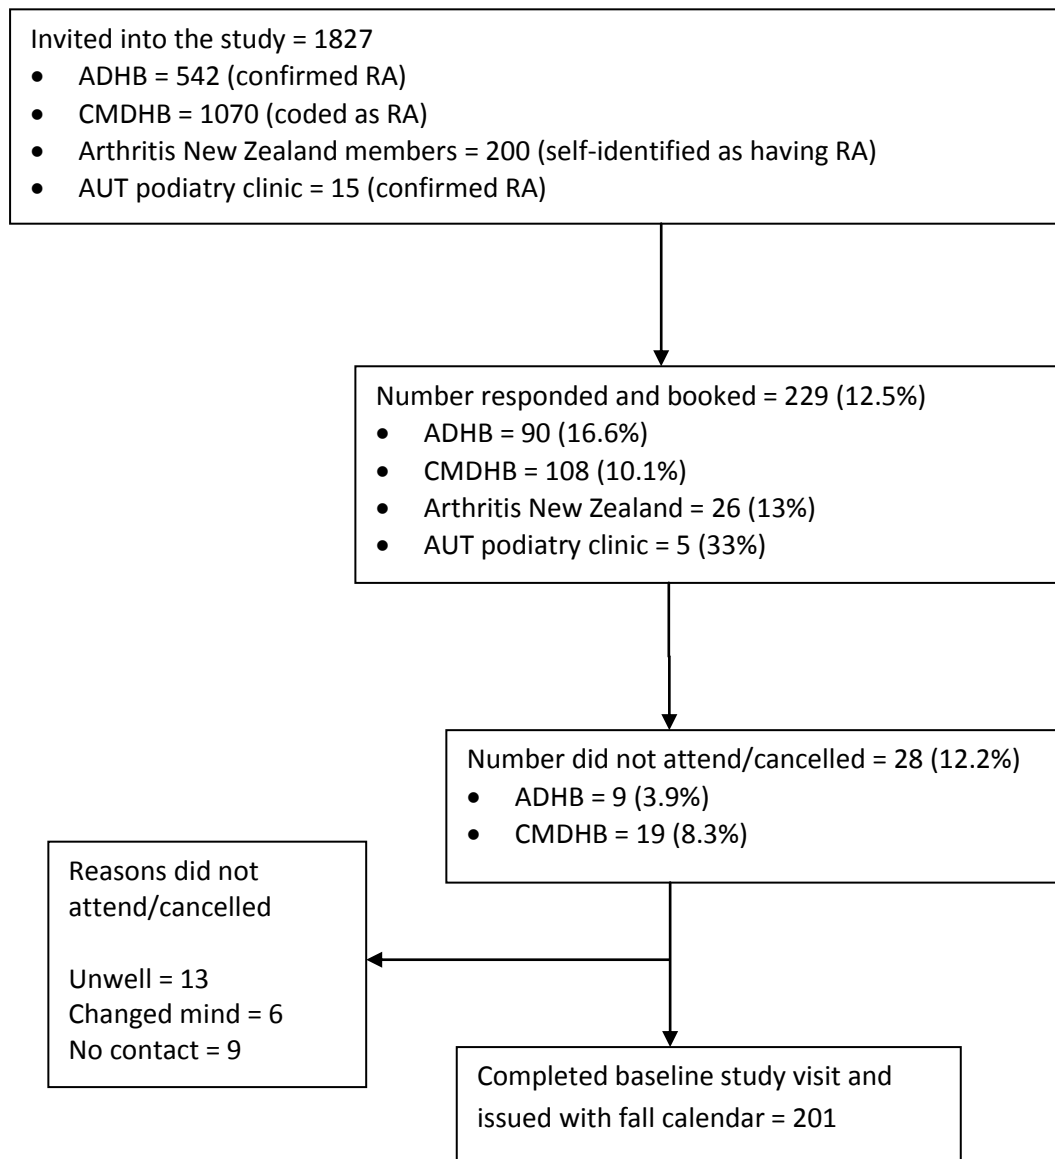 Invited into the study = 1827
• ADHB = 542 (confirmed RA)
• CMDHB = 1070 (coded as RA)
• Arthritis New Zealand members = 200 (self-identified as having RA)
• AUT podiatry clinic = 15 (confirmed RA)
Number responded and booked = 229 (12.5%)
• ADHB = 90 (16.6%)
• CMDHB = 108 (10.1%)
• Arthritis New Zealand = 26 (13%)
• AUT podiatry clinic = 5 (33%)
Number did not attend/cancelled = 28 (12.2%)
• ADHB = 9 (3.9%)
• CMDHB = 19 (8.3%)
Reasons did not
attend/cancelled
Unwell = 13
Changed mind = 6
No contact = 9
Completed baseline study visit and
issued with fall calendar = 201